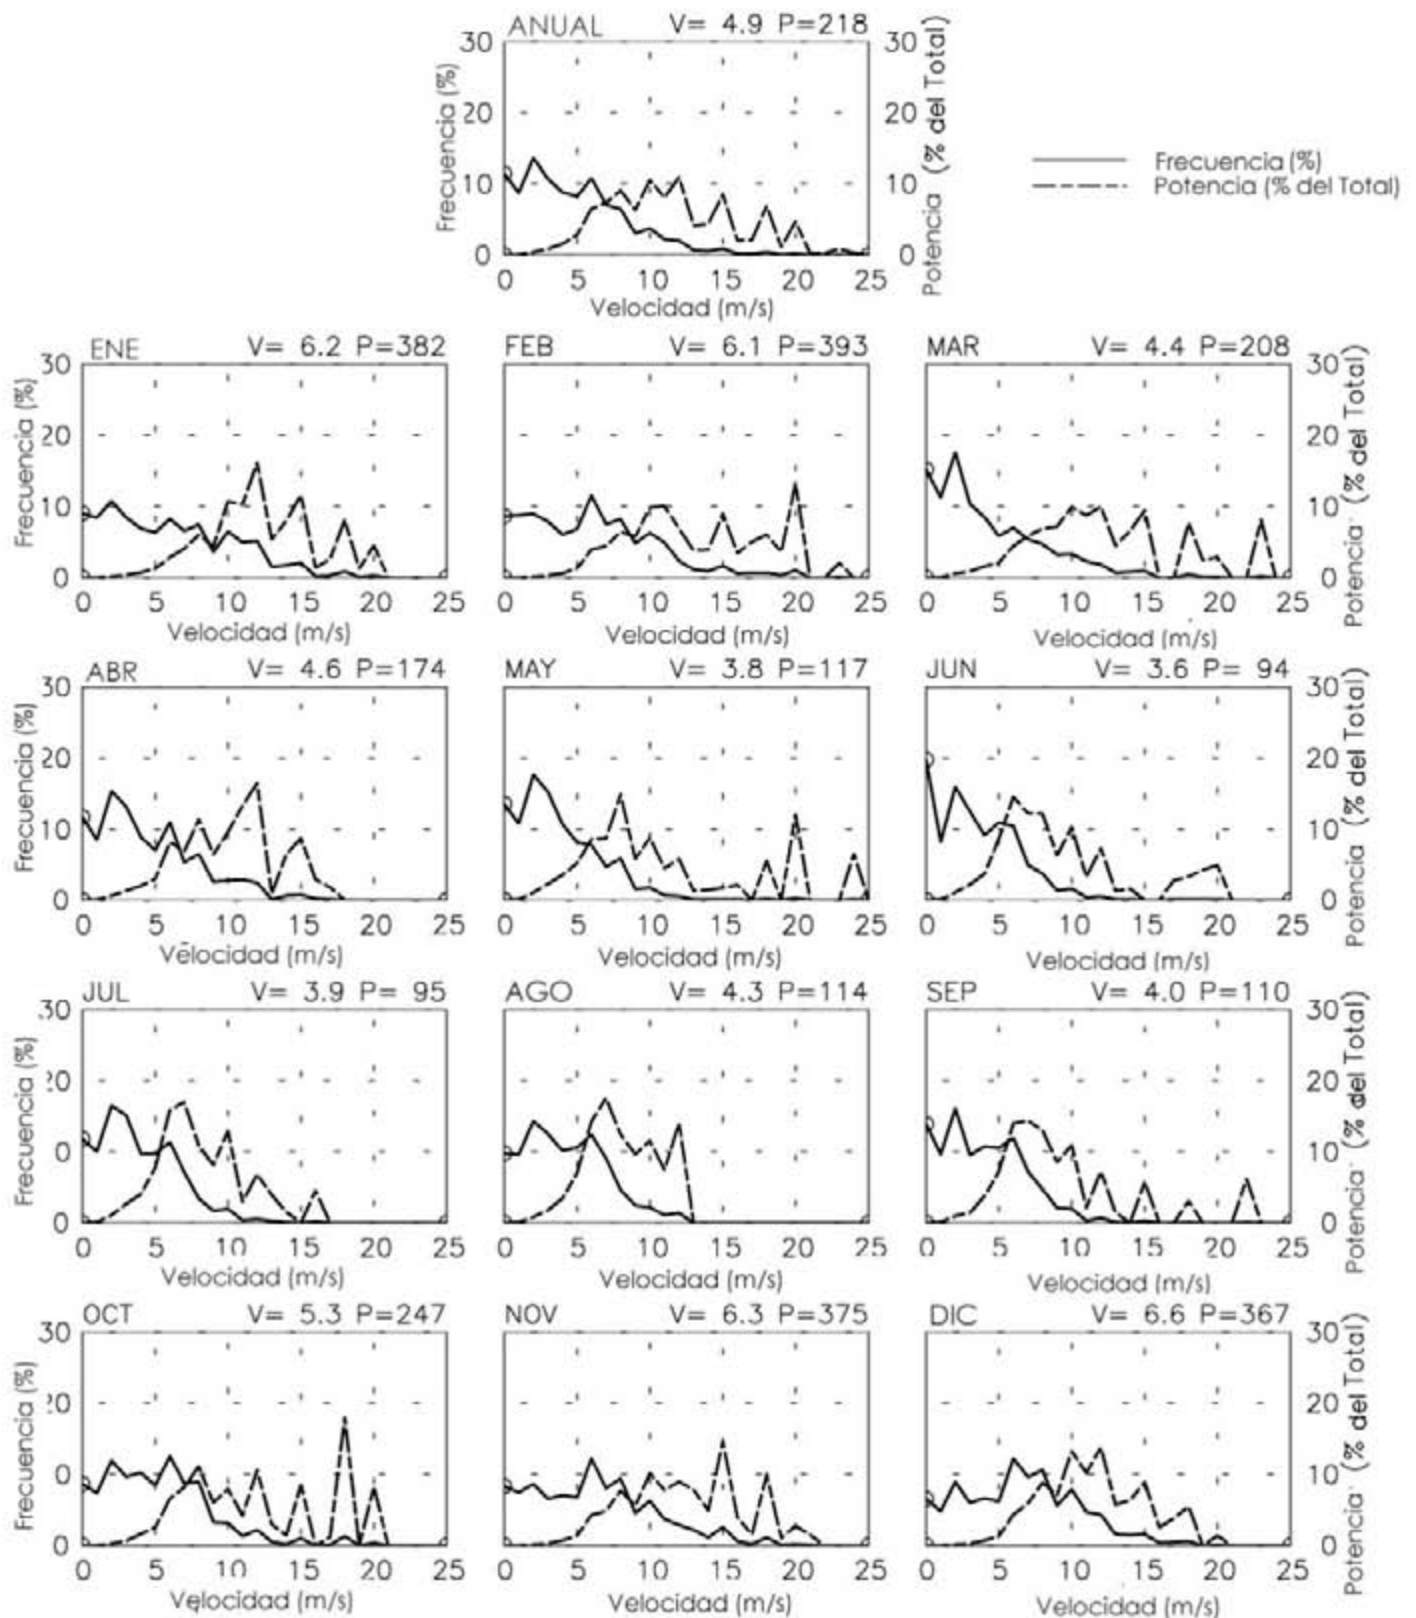 ANUAL V= 4.9 P=218
30 30
20 20
10 10
0 0
0 5 10 15 20 25
Frecuencia (%)
Potencia (% del Total)
Velocidad (m/s)
Frecuencia (%)
Potencia (% del Total)
ENE V= 6.2 P=382
FEB V= 6.1 P=393
MAR V= 4.4 P=208
30 30
20 20
10 10
0 0
Frecuencia (%)
Potencia (% del Total)
0 5 10 15 20 25 0 5 10 15 20 25 0 5 10 15 20 25
Velocidad (m/s) Velocidad (m/s) Velocidad (m/s)
ABR V= 4.6 P=174
MAY V= 3.8 P=117
JUN V= 3.6 P= 94
30 30
20 20
10 10
0 0
Frecuencia (%)
Potencia (% del Total)
0 5 10 15 20 25 0 5 10 15 20 25 0 5 10 15 20 25
Velocidad (m/s) Velocidad (m/s) Velocidad (m/s)
JUL V= 3.9 P= 95
AGO V= 4.3 P=114
SEP V= 4.0 P=110
30 30
20 20
0 10
0 0
Frecuencia (%)
Potencia (% del Total)
0 5 10 15 20 25 0 5 10 15 20 25 0 5 10 15 20 25
Velocidad (m/s) Velocidad (m/s) Velocidad (m/s)
OCT V= 5.3 P=247
NOV V= 6.3 P=375
DIC V= 6.6 P=367
30 30
20 20
0 10
0 0
Frecuencia (%)
Potencia (% del Total)
0 5 10 15 20 25 0 5 10 15 20 25 0 5 10 15 20 25
Velocidad (m/s) Velocidad (m/s) Velocidad (m/s)